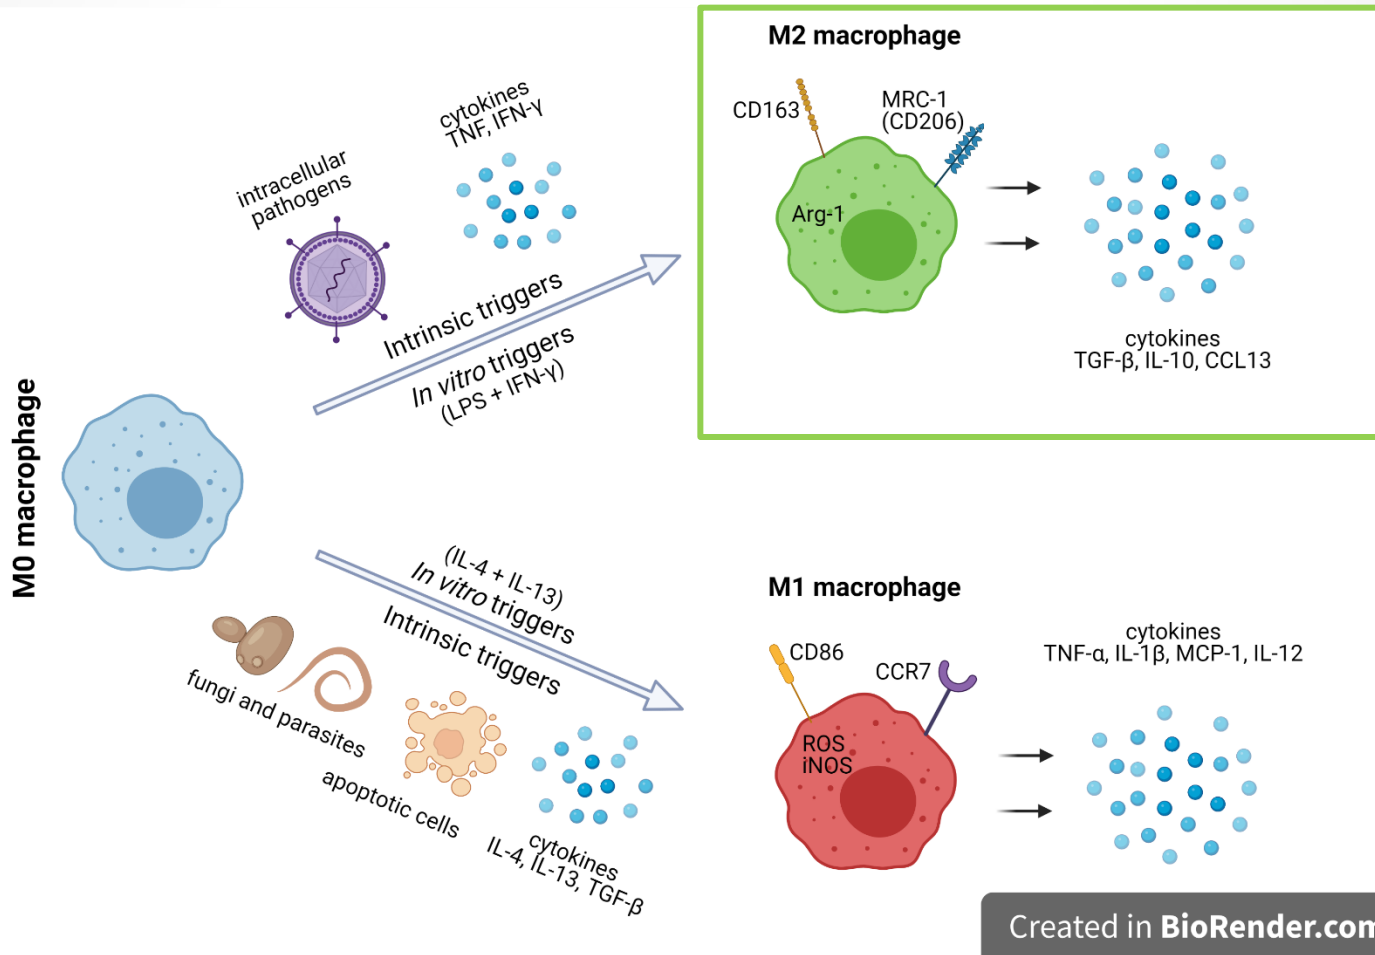 M0 macrophage
intracellular
pathogens
cytokines
TNF, IFN-γ
Intrinsic triggers
In vitro triggers
(LPS + IFN-γ)
M2 macrophage
CD163
MRC-1
(CD206)
Arg-1
cytokines
TGF-β, IL-10, CCL13
(IL-4 + IL-13)
In vitro triggers
Intrinsic triggers
fungi and parasites
apoptotic cells
cytokines
IL-4, IL-13, TGF-β
M1 macrophage
CD86
CCR7
ROS
iNOS
cytokines
TNF-α, IL-1β, MCP-1, IL-12
Created in BioRender.com